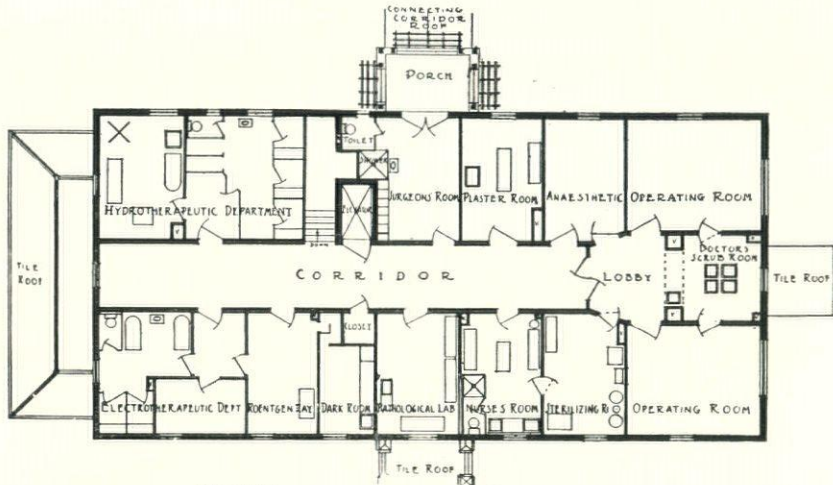 CONNECTING
CORRIDOR
ROOF
PORCH
TOILET
SHOWER
SURGEONS ROOM
PLASTER ROOM
ANAESTHETIC
OPERATING ROOM
HYDROTHERAPEUTIC DEPARTMENT
ELEVATOR
DOWN
DOCTORS
SCRUB ROOM
TILE
ROOF
CORRIDOR
LOBBY
TILE ROOF
CLOSET
ELECTROTHERAPEUTIC DEPT
ROENTGEN RAY
DARK ROOM
PATHOLOGICAL LAB
NURSES ROOM
STERILIZING R
OPERATING ROOM
TILE ROOF